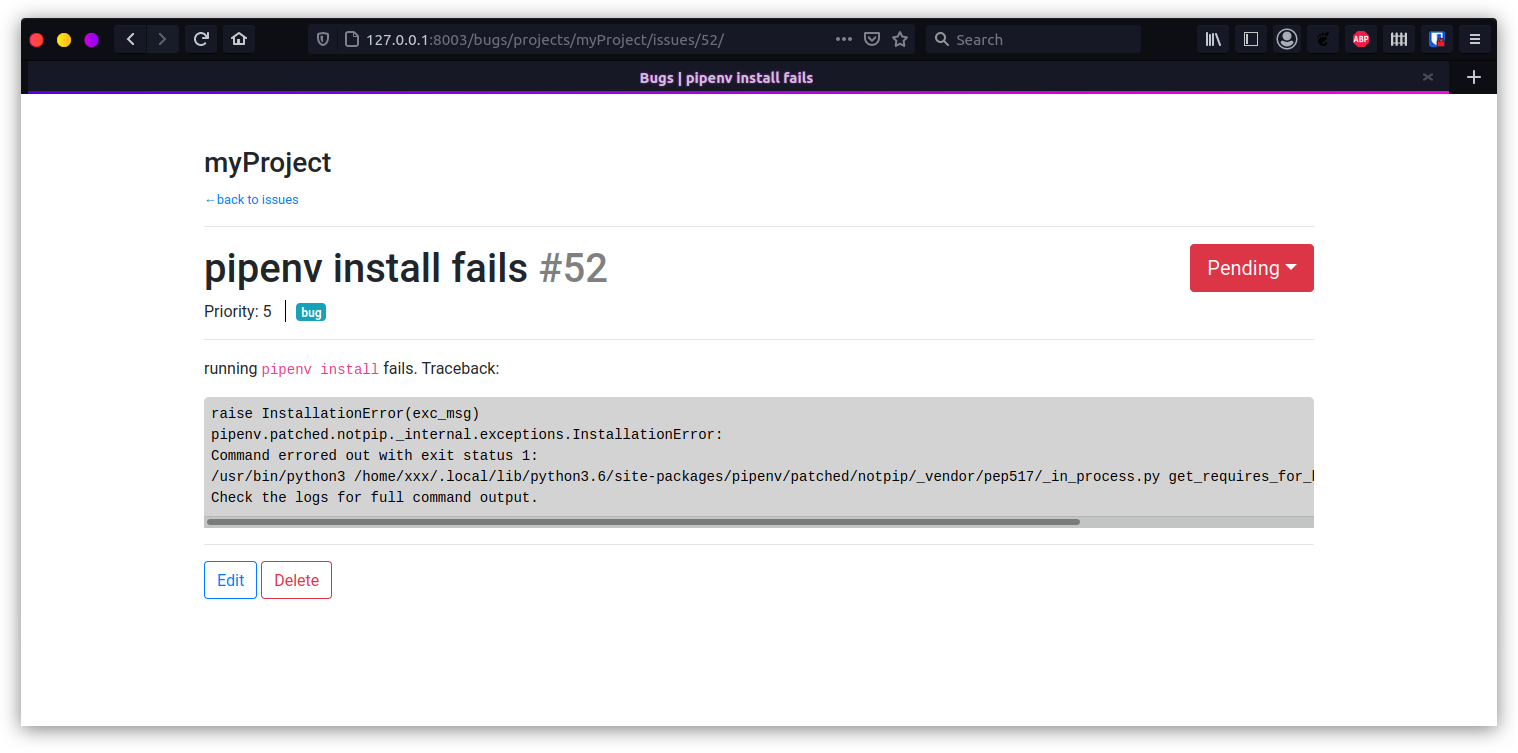 127.0.0.1:8003/bugs/projects/myProject/issues/52/
Search
ABP
Bugs | pipenv install fails
myProject
←back to issues
pipenv install fails #52
Pending
Priority: 5
bug
running pipenv install fails. Traceback:
raise InstallationError(exc_msg)
pipenv.patched.notpip._internal.exceptions.InstallationError:
Command errored out with exit status 1:
/usr/bin/python3 /home/xxx/.local/lib/python3.6/site-packages/pipenv/patched/notpip/_vendor/pep517/_in_process.py get_requires_for_
Check the logs for full command output.
Edit
Delete